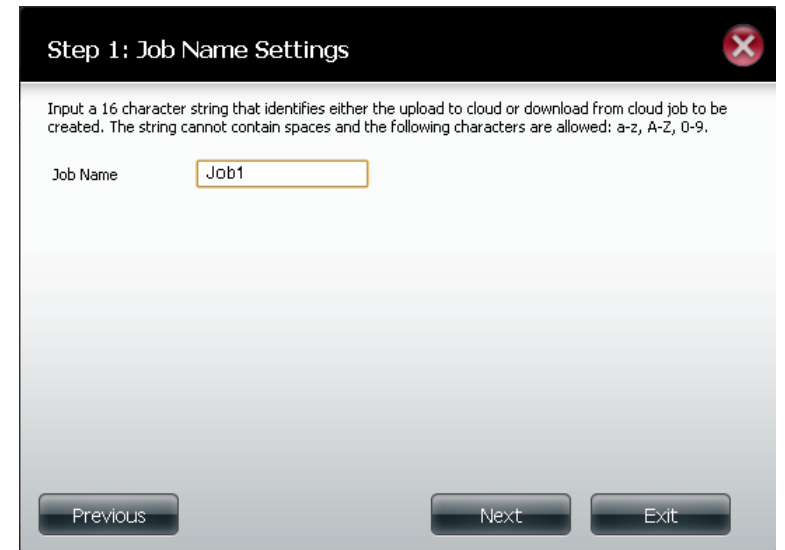 Step 1: Job Name Settings
Input a 16 character string that identifies either the upload to cloud or download from cloud job to be
created. The string cannot contain spaces and the following characters are allowed: a-z, A-Z, 0-9.
Job Name Job1
Previous Next Exit